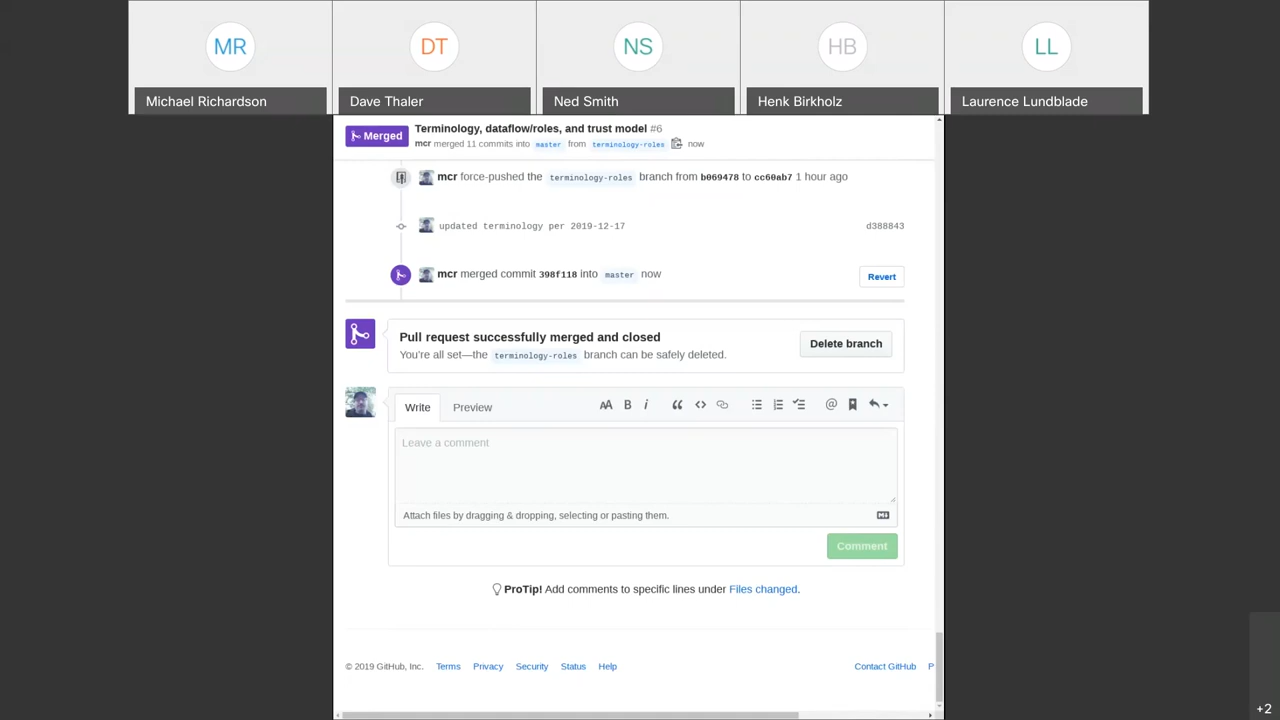 MR
DT
NS
HB
LL
Michael Richardson
Dave Thaler
Ned Smith
Henk Birkholz
Laurence Lundblade
Merged
Terminology, dataflow/roles, and trust model #6
mcr merged 11 commits into master from terminology-roles now
mcr force-pushed the terminology-roles branch from b069478 to cc60ab7 1 hour ago
updated terminology per 2019-12-17 d388843
mcr merged commit 398f118 into master now
Revert
Pull request successfully merged and closed
You're all set—the terminology-roles branch can be safely deleted.
Delete branch
Write Preview
AA B i
Leave a comment
Attach files by dragging & dropping, selecting or pasting them.
Comment
ProTip! Add comments to specific lines under Files changed.
© 2019 GitHub, Inc. Terms Privacy Security Status Help Contact GitHub P
+2